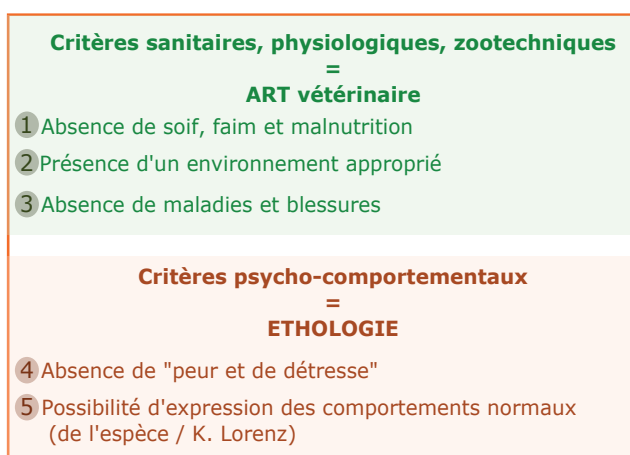 Critères sanitaires, physiologiques, zootechniques
=
ART vétérinaire
1 Absence de soif, faim et malnutrition
2 Présence d'un environnement approprié
3 Absence de maladies et blessures
Critères psycho-comportementaux
=
ETHOLOGIE
4 Absence de "peur et de détresse"
5 Possibilité d'expression des comportements normaux
(de l'espèce / K. Lorenz)